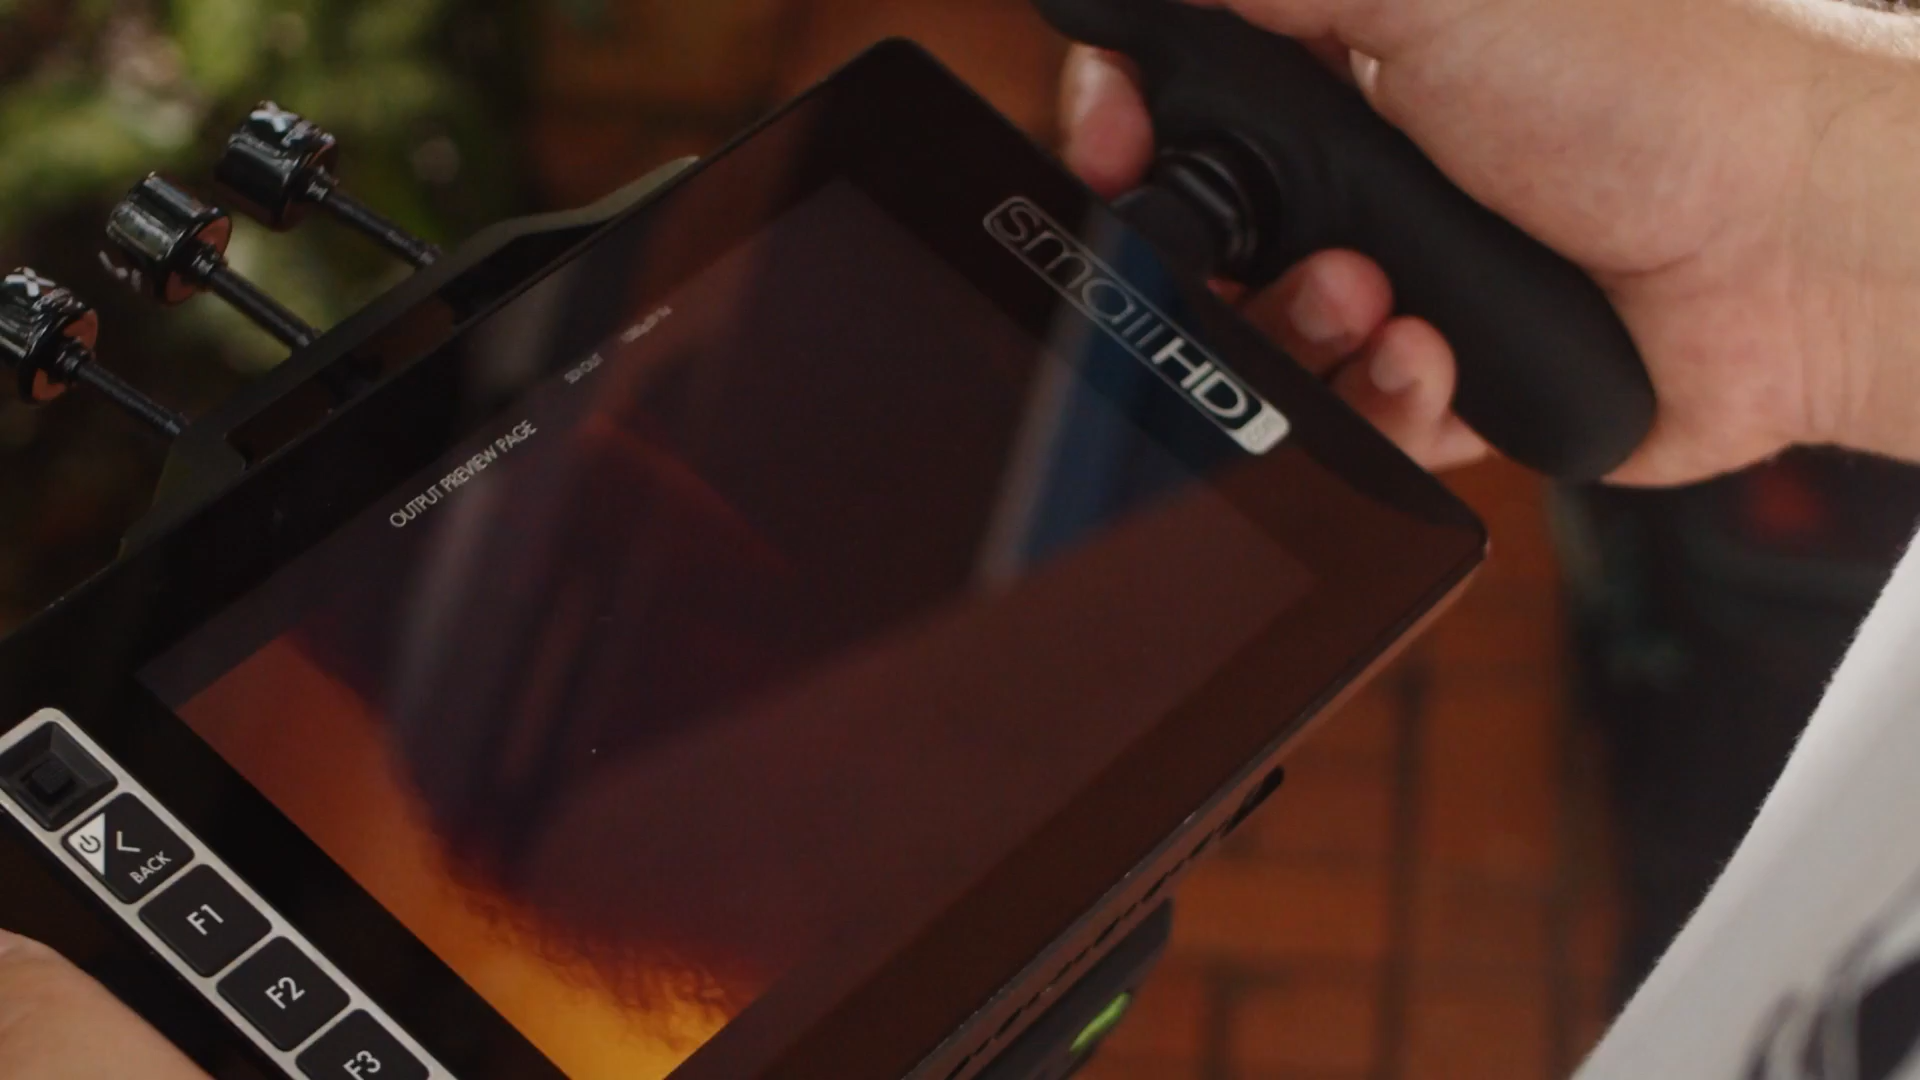 smallHD
OUTPUT PREVIEW PAGE
SDI OUT
BACK
F1
F2
F3